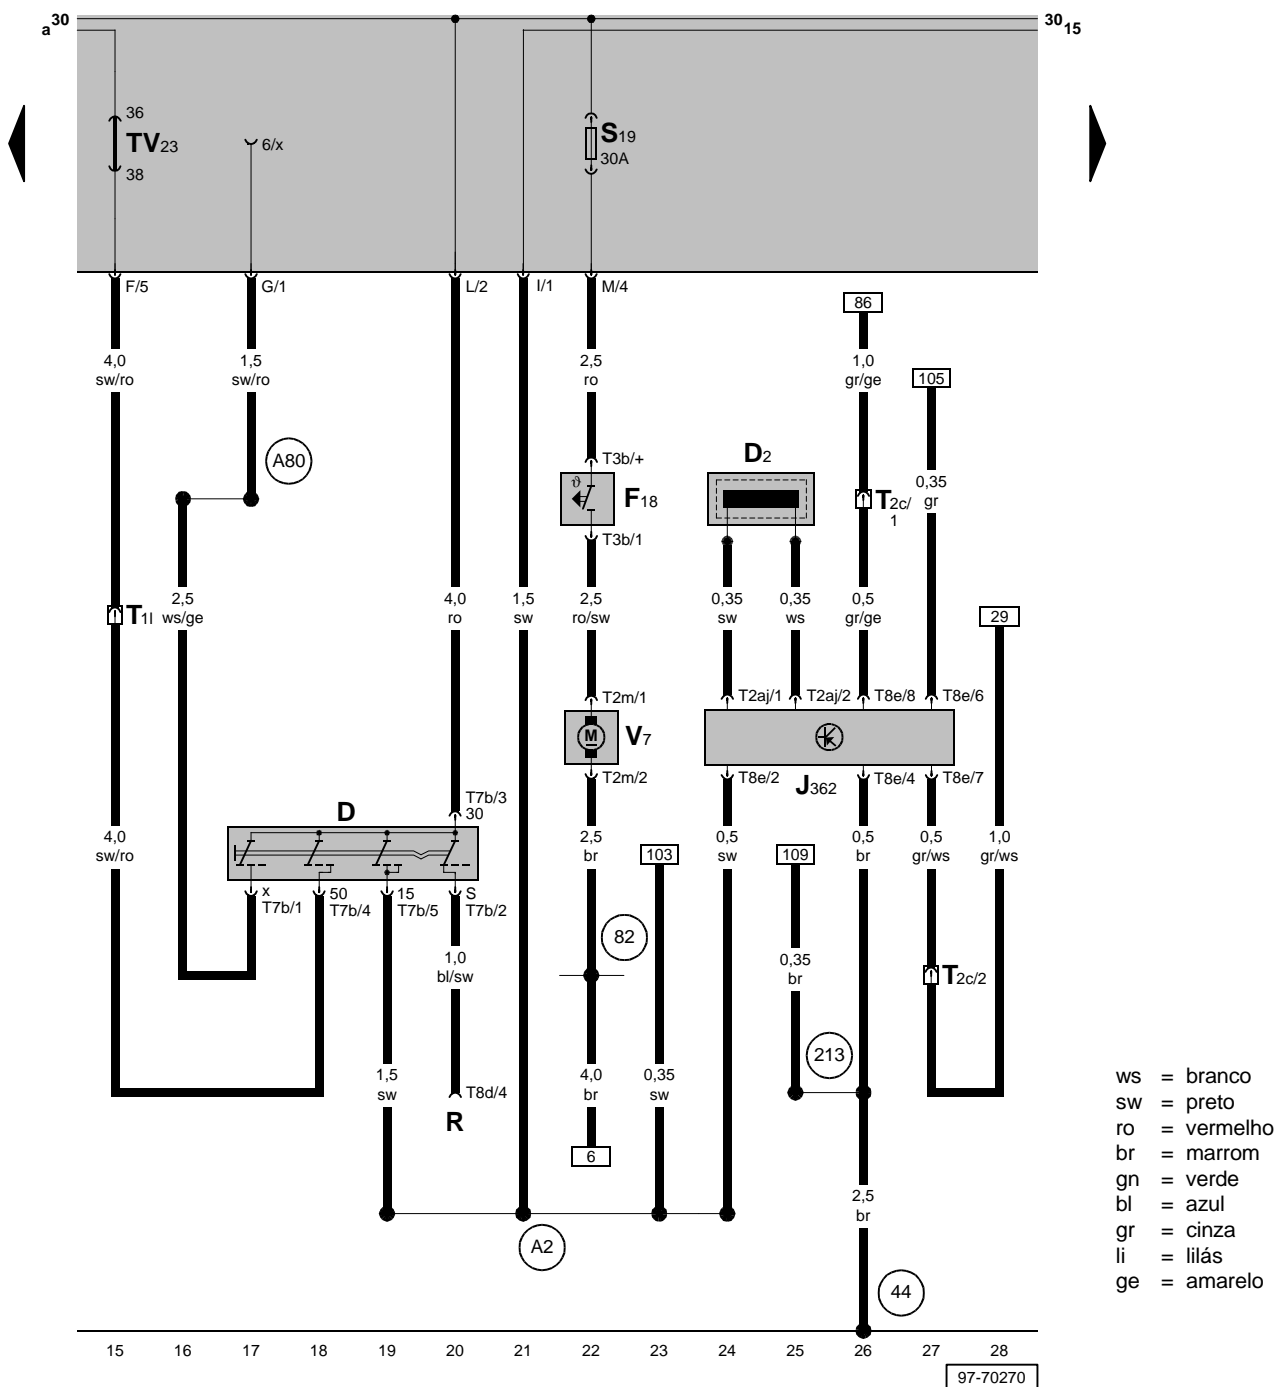 30
a
30
15
36
TV23
38
6/x
S19
30A
F/5
G/1
L/2
I/1
M/4
86
4,0
sw/ro
1,5
sw/ro
2,5
ro
1,0
gr/ge
105
A80
T3b/+
D2
ϑ
F18
T2c/
1
0,35
gr
T3b/1
T1l
2,5
ws/ge
4,0
ro
1,5
sw
2,5
ro/sw
0,35
sw
0,35
ws
0,5
gr/ge
29
T2m/1
T2aj/1
T2aj/2
T8e/8
T8e/6
M
V7
T2m/2
T8e/2
J362
T8e/4
T8e/7
T7b/3
30
D
4,0
sw/ro
2,5
br
103
0,5
sw
109
0,5
br
0,5
gr/ws
1,0
gr/ws
x
T7b/1
50
T7b/4
15
T7b/5
S
T7b/2
82
1,0
bl/sw
0,35
br
T2c/2
213
1,5
sw
T8d/4
R
4,0
br
0,35
sw
6
ws = branco
sw = preto
ro = vermelho
br = marrom
gn = verde
bl = azul
gr = cinza
li = lilás
ge = amarelo
2,5
br
A2
44
15 16 17 18 19 20 21 22 23 24 25 26 27 28
97-70270